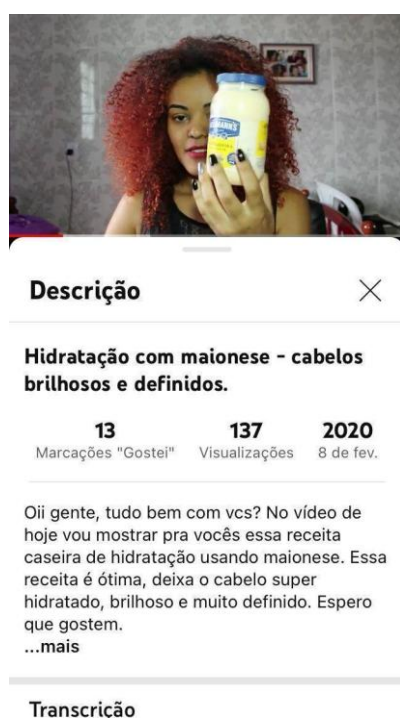 Descrição
Hidratação com maionese - cabelos
brilhosos e definidos.
13 137 2020
Marcações "Gostei" Visualizações 8 de fev.
Oii gente, tudo bem com vcs? No vídeo de
hoje vou mostrar pra vocês essa receita
caseira de hidratação usando maionese. Essa
receita é ótima, deixa o cabelo super
hidratado, brilhoso e muito definido. Espero
que gostem.
...mais
Transcrição